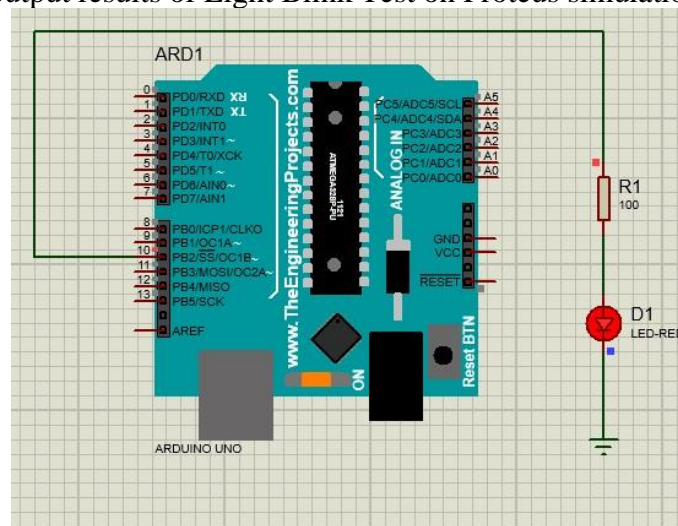 output results of Light Blink Test on Proteus simulation
ARD1
0
1
2
3
4
5
6
7
PD0/RXD RX
PD1/TXD TX
PD2/INT0
PD3/INT1~
PD4/T0/XCK
PD5/T1~
PD6/AIN0~
PD7/AIN1
8
9
10
11
12
13
PB0/ICP1/CLKO
PB1/OC1A~
PB2/SS/OC1B~
PB3/MOSI/OC2A~
PB4/MISO
PB5/SCK
AREF
www.TheEngineeringProjects.com
ATMEGA328P-PU
1121
ANALOG IN
PC5/ADC5/SCL
PC4/ADC4/SDA
PC3/ADC3
PC2/ADC2
PC1/ADC1
PC0/ADC0
A5
A4
A3
A2
A1
A0
GND
VCC
RESET
Reset BTN
ON
ARDUINO UNO
R1
100
D1
LED-RED